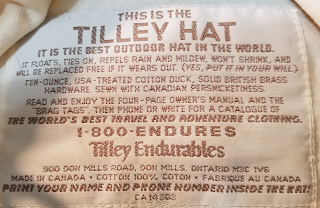 THIS IS THE
TILLEY HAT
IT IS THE BEST OUTDOOR HAT IN THE WORLD.
IT FLOATS, TIES ON, REPELS RAIN AND MILDEW, WON'T SHRINK, AND
WILL BE REPLACED FREE IF IT WEARS OUT. (YES, PUT IT IN YOUR WILL.)
TEN-OUNCE, USA-TREATED COTTON DUCK, SOLID BRITISH BRASS
HARDWARE. SEWN WITH CANADIAN PERSNICKETINESS.
READ AND ENJOY THE FOUR-PAGE OWNER'S MANUAL AND THE
"BRAG TAGS". THEN PHONE OR WRITE FOR A CATALOGUE OF
THE WORLD'S BEST TRAVEL AND ADVENTURE CLOTHING.
1-800-ENDURES
Tilley Endurables
900 DON MILLS ROAD, DON MILLS, ONTARIO M3C 1V6
MADE IN CANADA • COTTON 100% COTON • FABRIQUE AU CANADA
PRINT YOUR NAME AND PHONE NUMBER INSIDE THE HAT!
CA14803